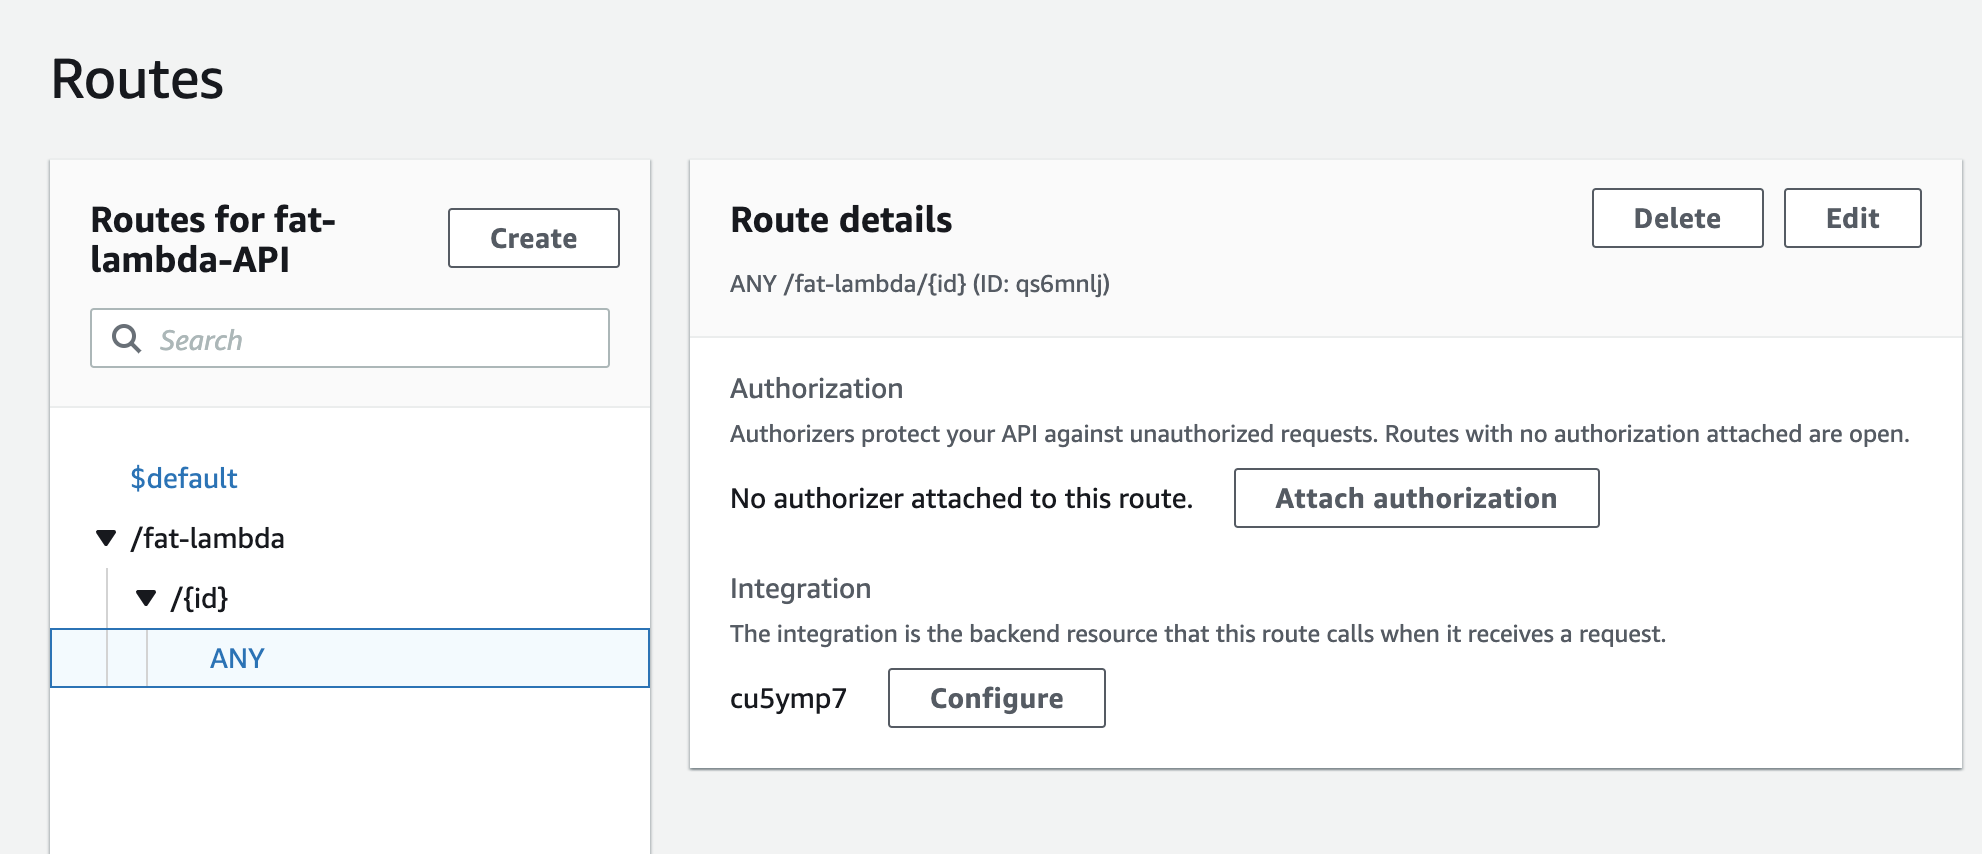 Routes
Routes for fat-
lambda-API
Create
Search
$default
/fat-lambda
/{id}
ANY
Route details
Delete
Edit
ANY /fat-lambda/{id} (ID: qs6mnlj)
Authorization
Authorizers protect your API against unauthorized requests. Routes with no authorization attached are open.
No authorizer attached to this route.
Attach authorization
Integration
The integration is the backend resource that this route calls when it receives a request.
cu5ymp7
Configure